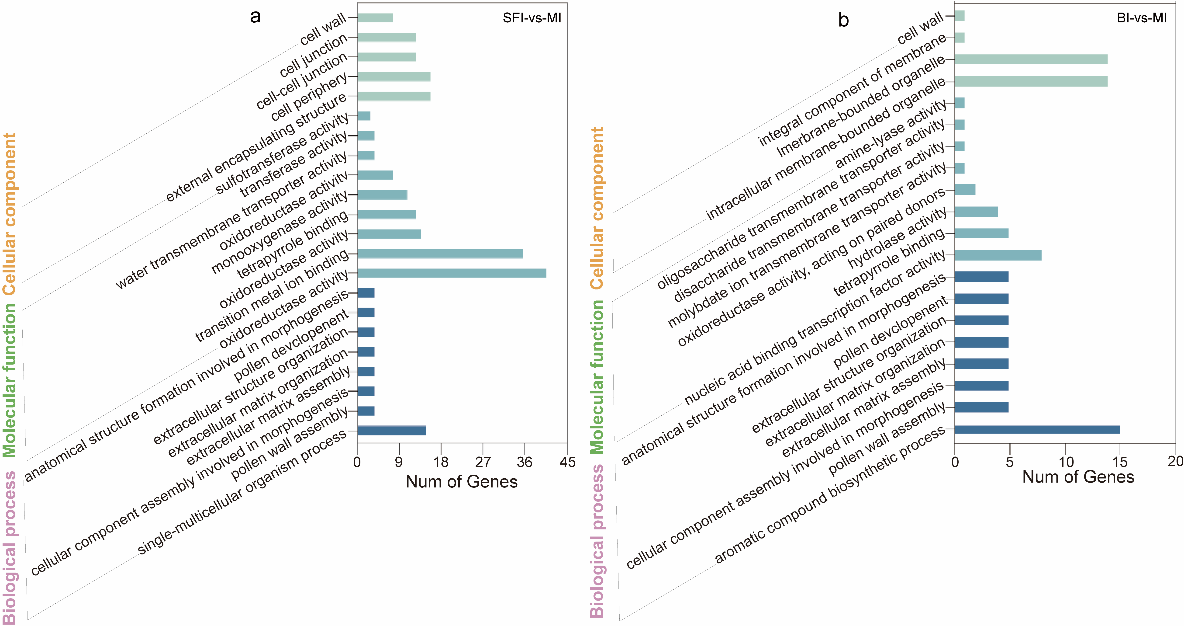 a
SFI-vs-MI
cell wall
cell junction
cell-cell junction
cell periphery
external encapsulating structure
sulfotransferase activity
transferase activity
water transmembrane transporter activity
oxidoreductase activity
monooxygenase activity
tetrapyrrole binding
oxidoreductase activity
transition metal ion binding
oxidoreductase activity
anatomical structure formation involved in morphogenesis
pollen developent
extracellular structure organization
extracellular matrix organization
extracellular matrix assembly
cellular component assembly involved in morphogenesis
pollen wall assembly
single-multicellular organism process
Cellular component
Molecular function
Biological process
0 9 18 27 36 45
Num of Genes
b
BI-vs-MI
cell wall
integral component of membrane
lmerbrane-bounded organelle
intracellular membrane-bounded organelle
amine-lyase activity
oligosaccharide transmembrane transporter activity
disaccharide transmembrane transporter activity
molybdate ion transmembrane transporter activity
oxidoreductase activity, acting on paired donors
hydrolase activity
tetrapyrrole binding
nucleic acid binding transcription factor activity
anatomical structure formation involved in morphogenesis
pollen developent
extracellular structure organization
extracellular matrix organization
extracellular matrix assembly
cellular component assembly involved in morphogenesis
pollen wall assembly
aromatic compound biosynthetic process
Cellular component
Molecular function
Biological process
0 5 10 15 20
Num of Genes